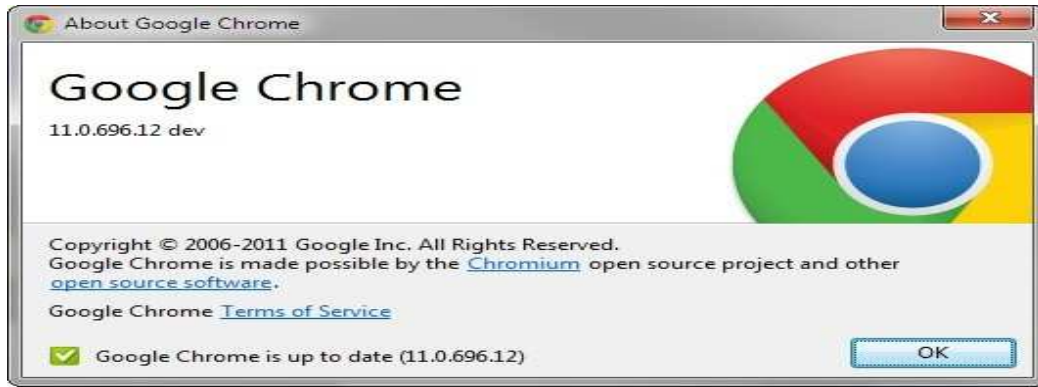 About Google Chrome
Google Chrome
11.0.696.12 dev
Copyright © 2006-2011 Google Inc. All Rights Reserved.
Google Chrome is made possible by the Chromium open source project and other
open source software.
Google Chrome Terms of Service
Google Chrome is up to date (11.0.696.12)
OK